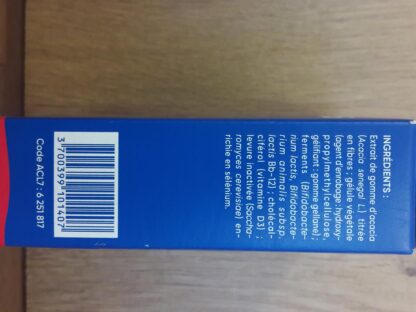 INGRÉDIENTS :
Extrait de gomme d'acacia
(Acacia senegal L.) titrée
en fibres ; gélule végétale
(agent d'enrobage : hydroxy-
propylméthylcellulose,
gélifiant : gomme gellane) ;
ferments (Bifidobacte-
rium lactis, Bifidobacte-
rium animalis subsp.
lactis Bb-12) ; cholécal-
ciférol (vitamine D3) ;
levure inactivée (Saccha-
romyces cerevisiae) en-
richie en sélénium.
3 700399 101407
Code ACL7 : 6 251 817